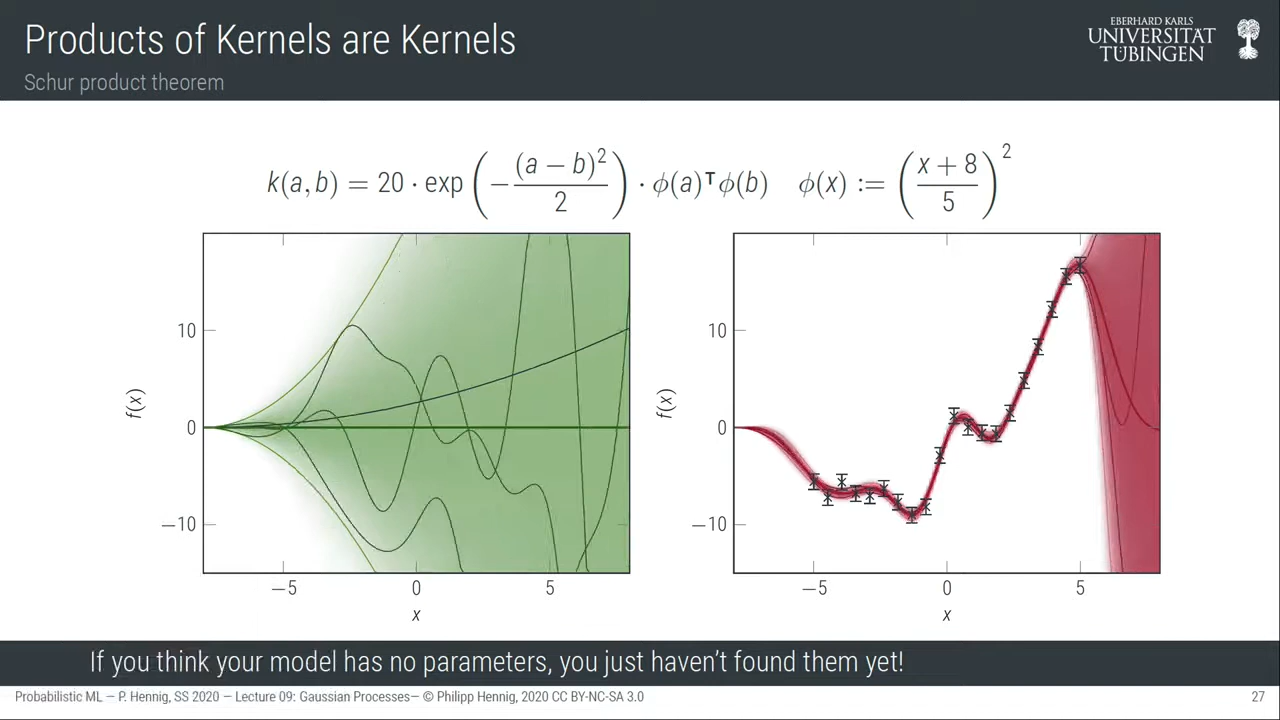 Products of Kernels are Kernels
EBERHARD KARLS
UNIVERSITÄT
TÜBINGEN
Schur product theorem
k(a, b) = 20 · exp(−(a − b)²/2) · ϕ(a)ᵀϕ(b) ϕ(x) := ((x + 8)/5)²
10
0
−10
f(x)
−5 0 5
x
10
0
−10
f(x)
−5 0 5
x
If you think your model has no parameters, you just haven't found them yet!
Probabilistic ML — P. Hennig, SS 2020 — Lecture 09: Gaussian Processes— © Philipp Hennig, 2020 CC BY-NC-SA 3.0
27